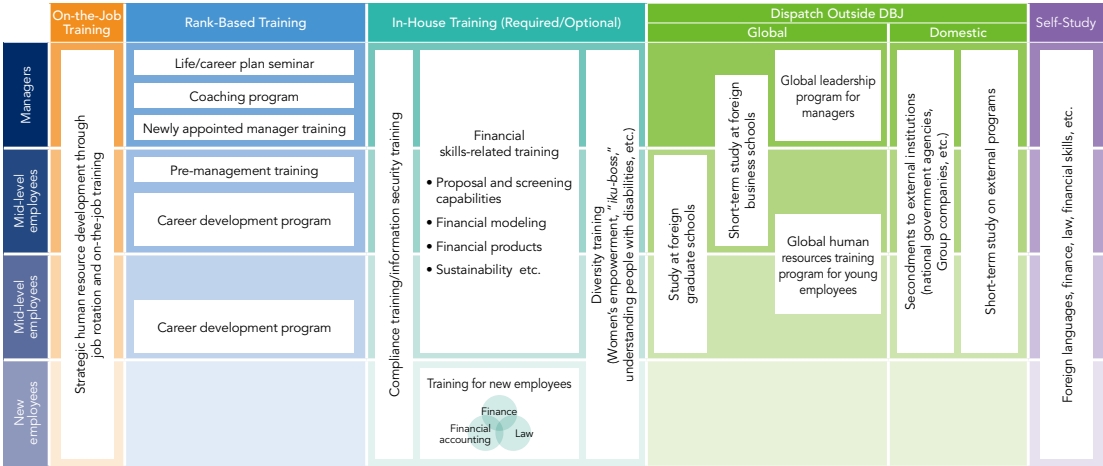 On-the-Job
Training
Rank-Based Training
In-House Training (Required/Optional)
Dispatch Outside DBJ
Global
Domestic
Self-Study
Managers
Mid-level
employees
Mid-level
employees
New
employees
Strategic human resource development through
job rotation and on-the-job training
Life/career plan seminar
Coaching program
Newly appointed manager training
Pre-management training
Career development program
Career development program
Compliance training/information security training
Financial
skills-related training
• Proposal and screening
capabilities
• Financial modeling
• Financial products
• Sustainability etc.
Training for new employees
Finance
Financial
accounting
Law
Diversity training
(Women's empowerment, "iku-boss,"
understanding people with disabilities, etc.)
Study at foreign
graduate schools
Short-term study at foreign
business schools
Global leadership
program for
managers
Global human
resources training
program for young
employees
Secondments to external institutions
(national government agencies,
Group companies, etc.)
Short-term study on external programs
Foreign languages, finance, law, financial skills, etc.